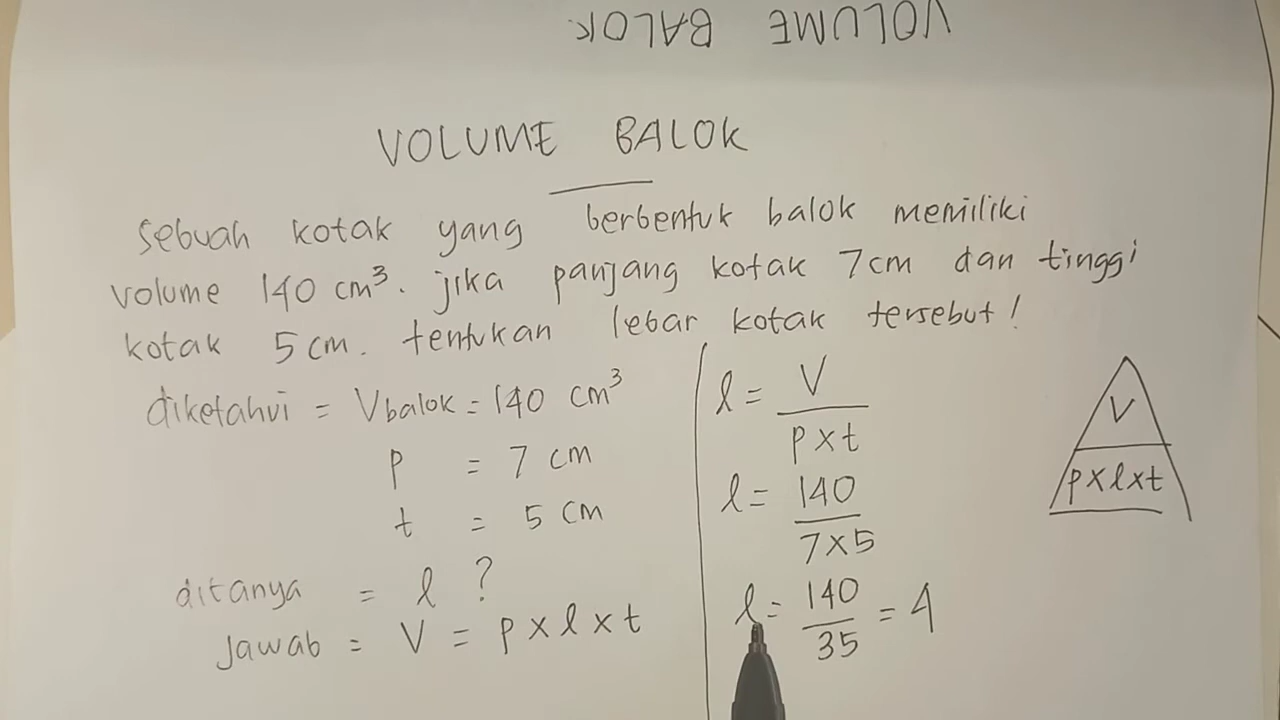 VOLUME BALOK
VOLUME BALOK
Sebuah kotak yang berbentuk balok memiliki
volume 140 cm³. jika panjang kotak 7cm dan tinggi
kotak 5 cm. tentukan lebar kotak tersebut!
diketahui = Vbalok = 140 cm³
p = 7 cm
t = 5 cm
ditanya = l ?
Jawab = V = p x l x t
l = V
p x t
l = 140
7 x 5
l = 140 = 4
35
V
p x l x t